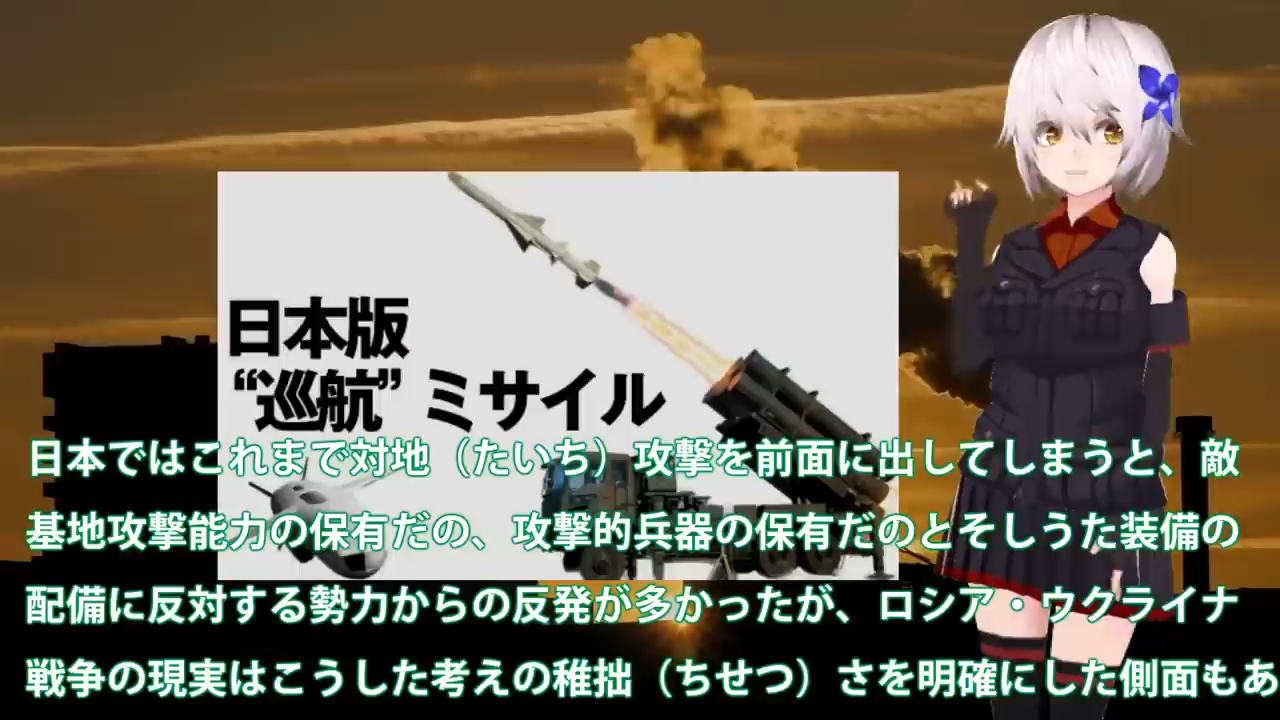 日本版
“巡航” ミサイル
日本ではこれまで対地（たいち）攻撃を前面に出してしまうと、敵
基地攻撃能力の保有だの、攻撃的兵器の保有だのとそしうた装備の
配備に反対する勢力からの反発が多かったが、ロシア・ウクライナ
戦争の現実はこうした考えの稚拙（ちせつ）さを明確にした側面もあ